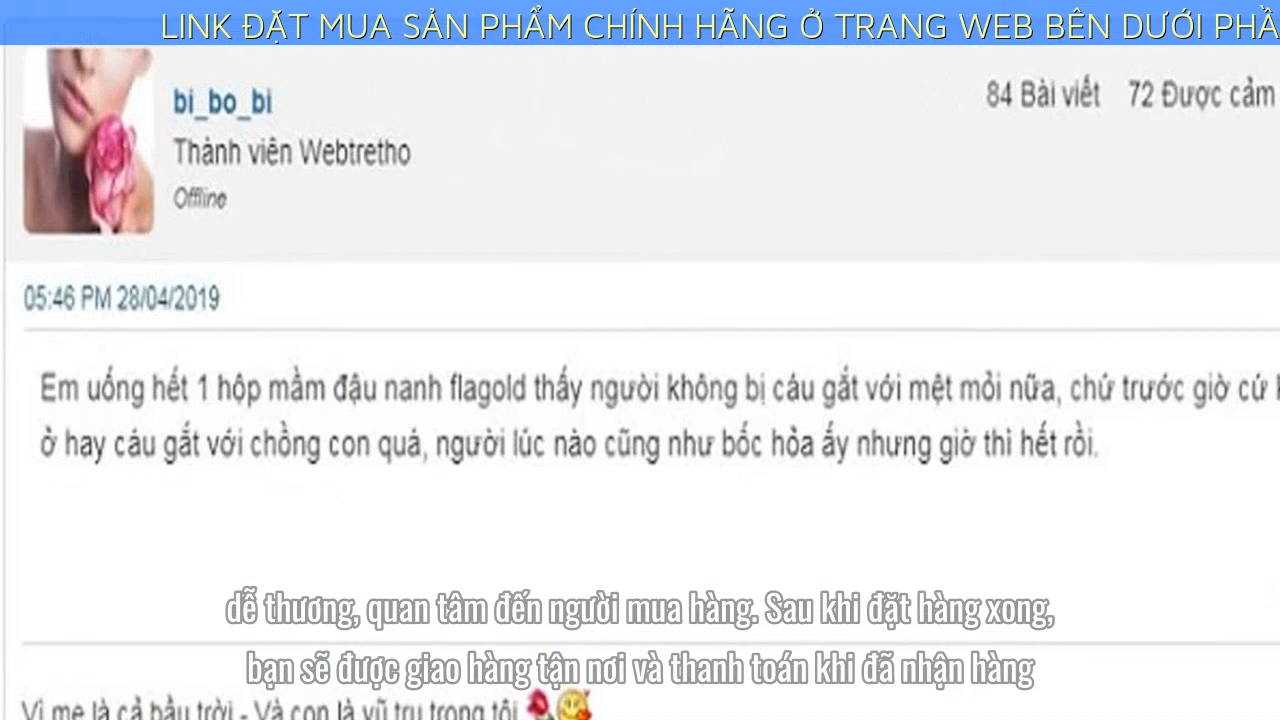 LINK ĐẶT MUA SẢN PHẨM CHÍNH HÃNG Ở TRANG WEB BÊN DƯỚI PHẦ
bi_bo_bi
84 Bài viết 72 Được cảm
Thành viên Webtretho
Offline
05:46 PM 28/04/2019
Em uống hết 1 hộp mầm đậu nanh flagold thấy người không bị cáu gắt với mệt mỏi nữa, chứ trước giờ cứ
ở hay cáu gắt với chồng con quá, người lúc nào cũng như bốc hỏa ấy nhưng giờ thì hết rồi.
dễ thương, quan tâm đến người mua hàng. Sau khi đặt hàng xong,
bạn sẽ được giao hàng tận nơi và thanh toán khi đã nhận hàng
Vì mẹ là cả bầu trời - Và con là vũ trụ trong tôi